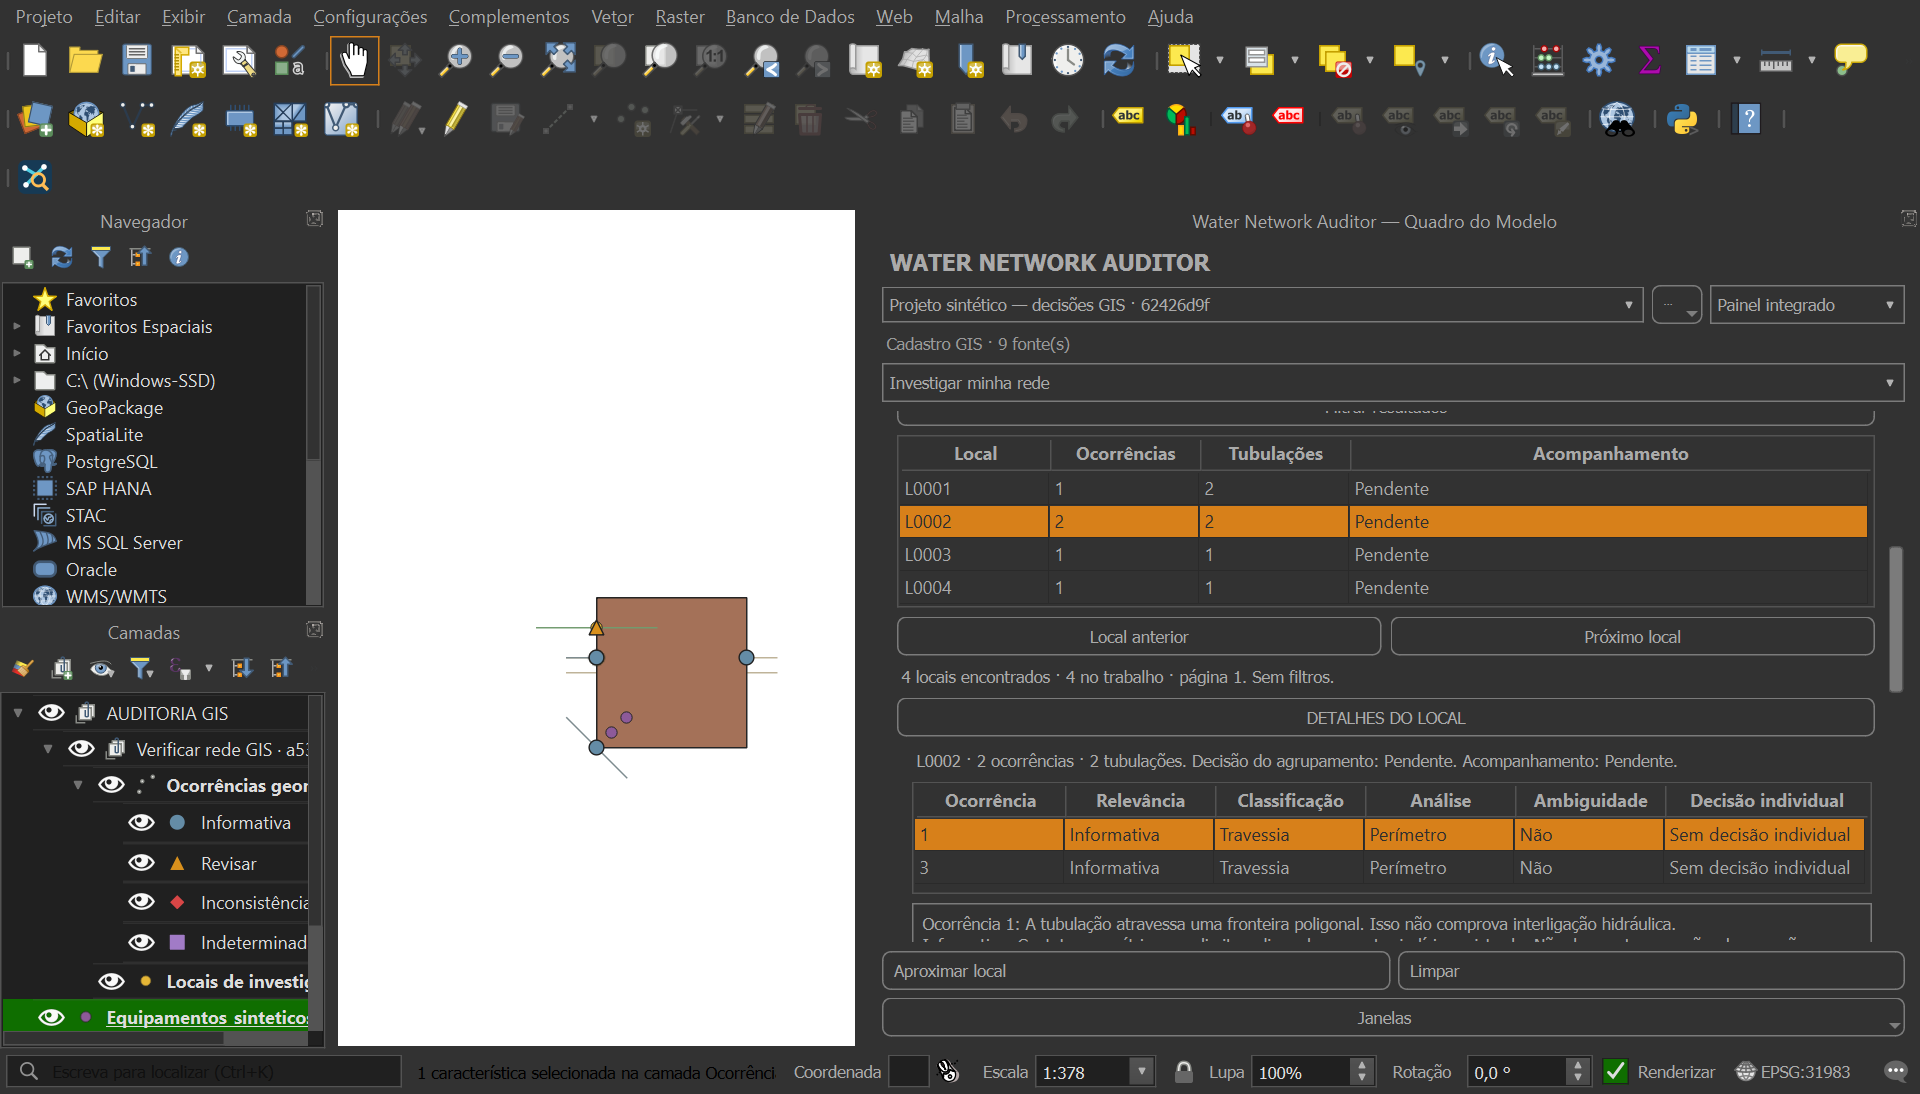 Projeto Editar Exibir Camada Configurações Complementos Vetor Raster Banco de Dados Web Malha Processamento Ajuda
Navegador
Favoritos
Favoritos Espaciais
Início
C:\ (Windows-SSD)
GeoPackage
SpatiaLite
PostgreSQL
SAP HANA
STAC
MS SQL Server
Oracle
WMS/WMTS
Camadas
AUDITORIA GIS
Verificar rede GIS · a53
Ocorrências geor
Informativa
Revisar
Inconsistência
Indeterminad
Locais de investig
Equipamentos sinteticos
Water Network Auditor — Quadro do Modelo
WATER NETWORK AUDITOR
Projeto sintético — decisões GIS · 62426d9f
...
Painel integrado
Cadastro GIS · 9 fonte(s)
Investigar minha rede
Local Ocorrências Tubulações Acompanhamento
L0001 1 2 Pendente
L0002 2 2 Pendente
L0003 1 1 Pendente
L0004 1 1 Pendente
Local anterior Próximo local
4 locais encontrados · 4 no trabalho · página 1. Sem filtros.
DETALHES DO LOCAL
L0002 · 2 ocorrências · 2 tubulações. Decisão do agrupamento: Pendente. Acompanhamento: Pendente.
Ocorrência Relevância Classificação Análise Ambiguidade Decisão individual
1 Informativa Travessia Perímetro Não Sem decisão individual
3 Informativa Travessia Perímetro Não Sem decisão individual
Ocorrência 1: A tubulação atravessa uma fronteira poligonal. Isso não comprova interligação hidráulica.
Aproximar local Limpar
Janelas
Escreva para localizar (Ctrl+K) 1 característica selecionada na camada Ocorrênci Coordenada Escala 1:378 Lupa 100% Rotação 0,0 ° Renderizar EPSG:31983